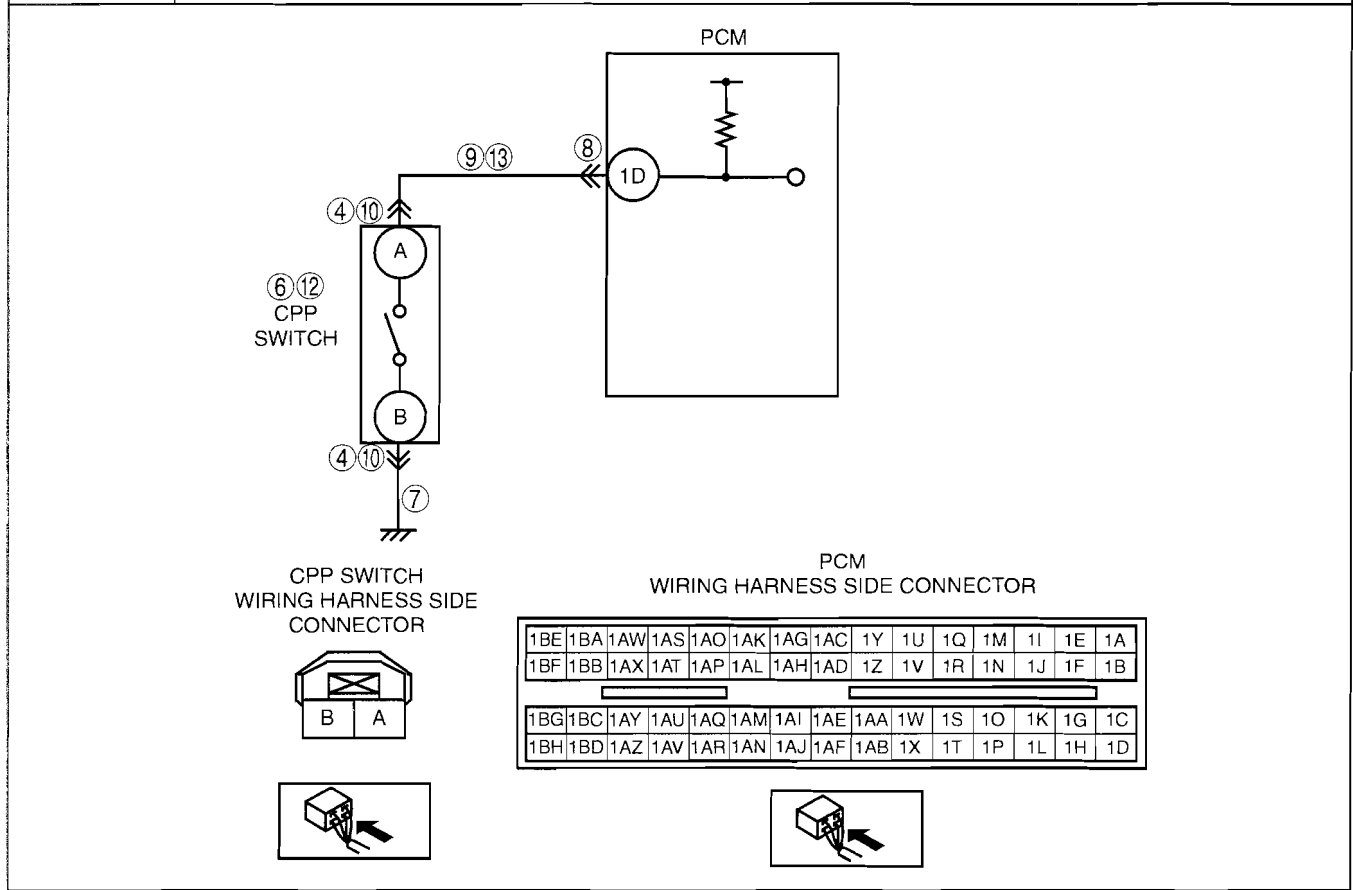 PCM
⑨⑬
⑧
1D
④⑩
A
⑥⑫
CPP
SWITCH
B
④⑩
⑦
CPP SWITCH
WIRING HARNESS SIDE
CONNECTOR
B A
PCM
WIRING HARNESS SIDE CONNECTOR
1BE 1BA 1AW 1AS 1AO 1AK 1AG 1AC 1Y 1U 1Q 1M 1I 1E 1A
1BF 1BB 1AX 1AT 1AP 1AL 1AH 1AD 1Z 1V 1R 1N 1J 1F 1B
1BG 1BC 1AY 1AU 1AQ 1AM 1AI 1AE 1AA 1W 1S 1O 1K 1G 1C
1BH 1BD 1AZ 1AV 1AR 1AN 1AJ 1AF 1AB 1X 1T 1P 1L 1H 1D